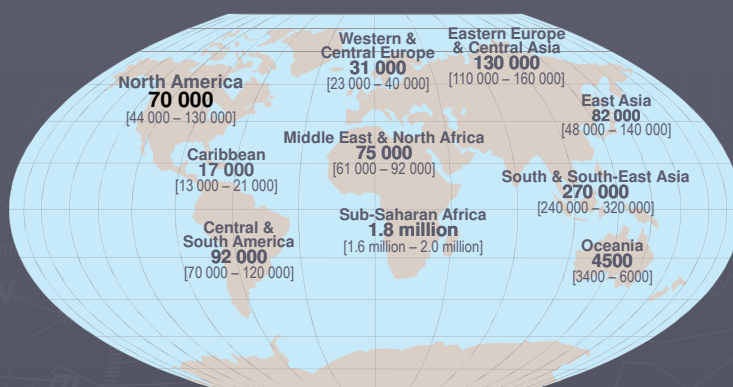 Western &
Central Europe
31 000
[23 000 – 40 000]
Eastern Europe
& Central Asia
130 000
[110 000 – 160 000]
North America
70 000
[44 000 – 130 000]
East Asia
82 000
[48 000 – 140 000]
Middle East & North Africa
75 000
[61 000 – 92 000]
Caribbean
17 000
[13 000 – 21 000]
South & South-East Asia
270 000
[240 000 – 320 000]
Sub-Saharan Africa
1.8 million
[1.6 million – 2.0 million]
Central &
South America
92 000
[70 000 – 120 000]
Oceania
4500
[3400 – 6000]